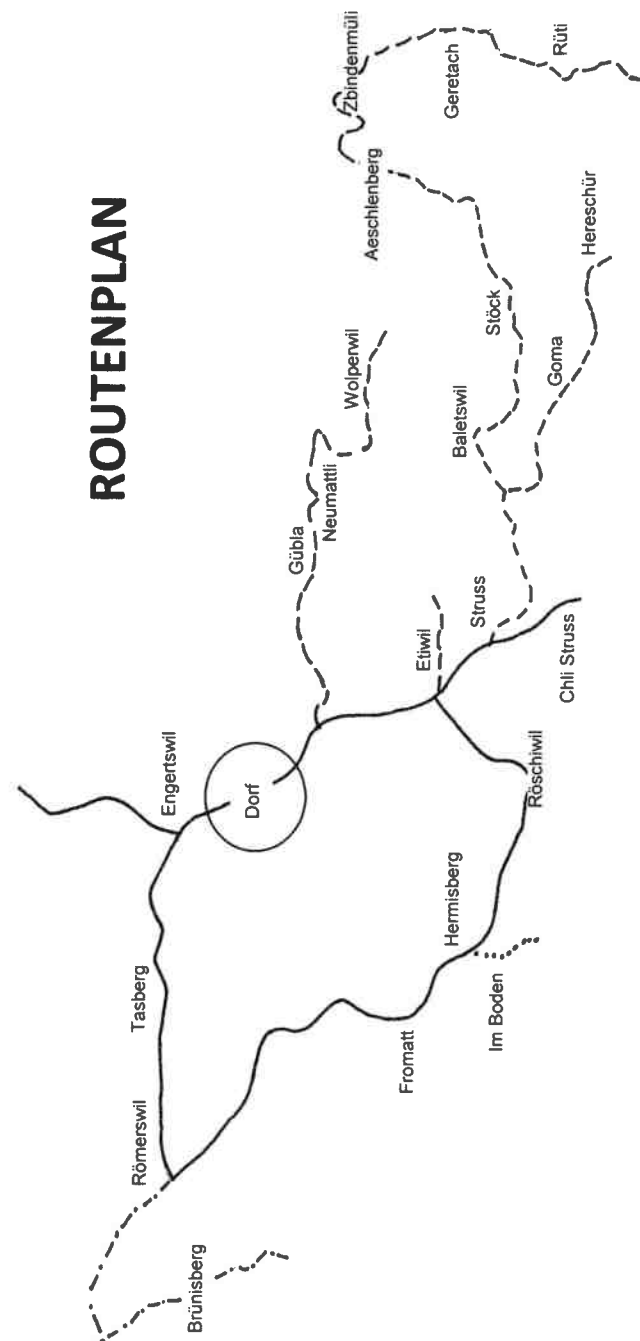 ROUTENPLAN
Römerswil
Tasberg
Engertswil
Brünisberg
Dorf
Gübla
Neumattli
Wolperwil
Zbindenmüli
Aeschlenberg
Fromatt
Etiwil
Hermisberg
Geretach
Baletswil
Struss
Im Boden
Stöck
Röschiwil
Goma
Rüti
Chli Struss
Hereschür